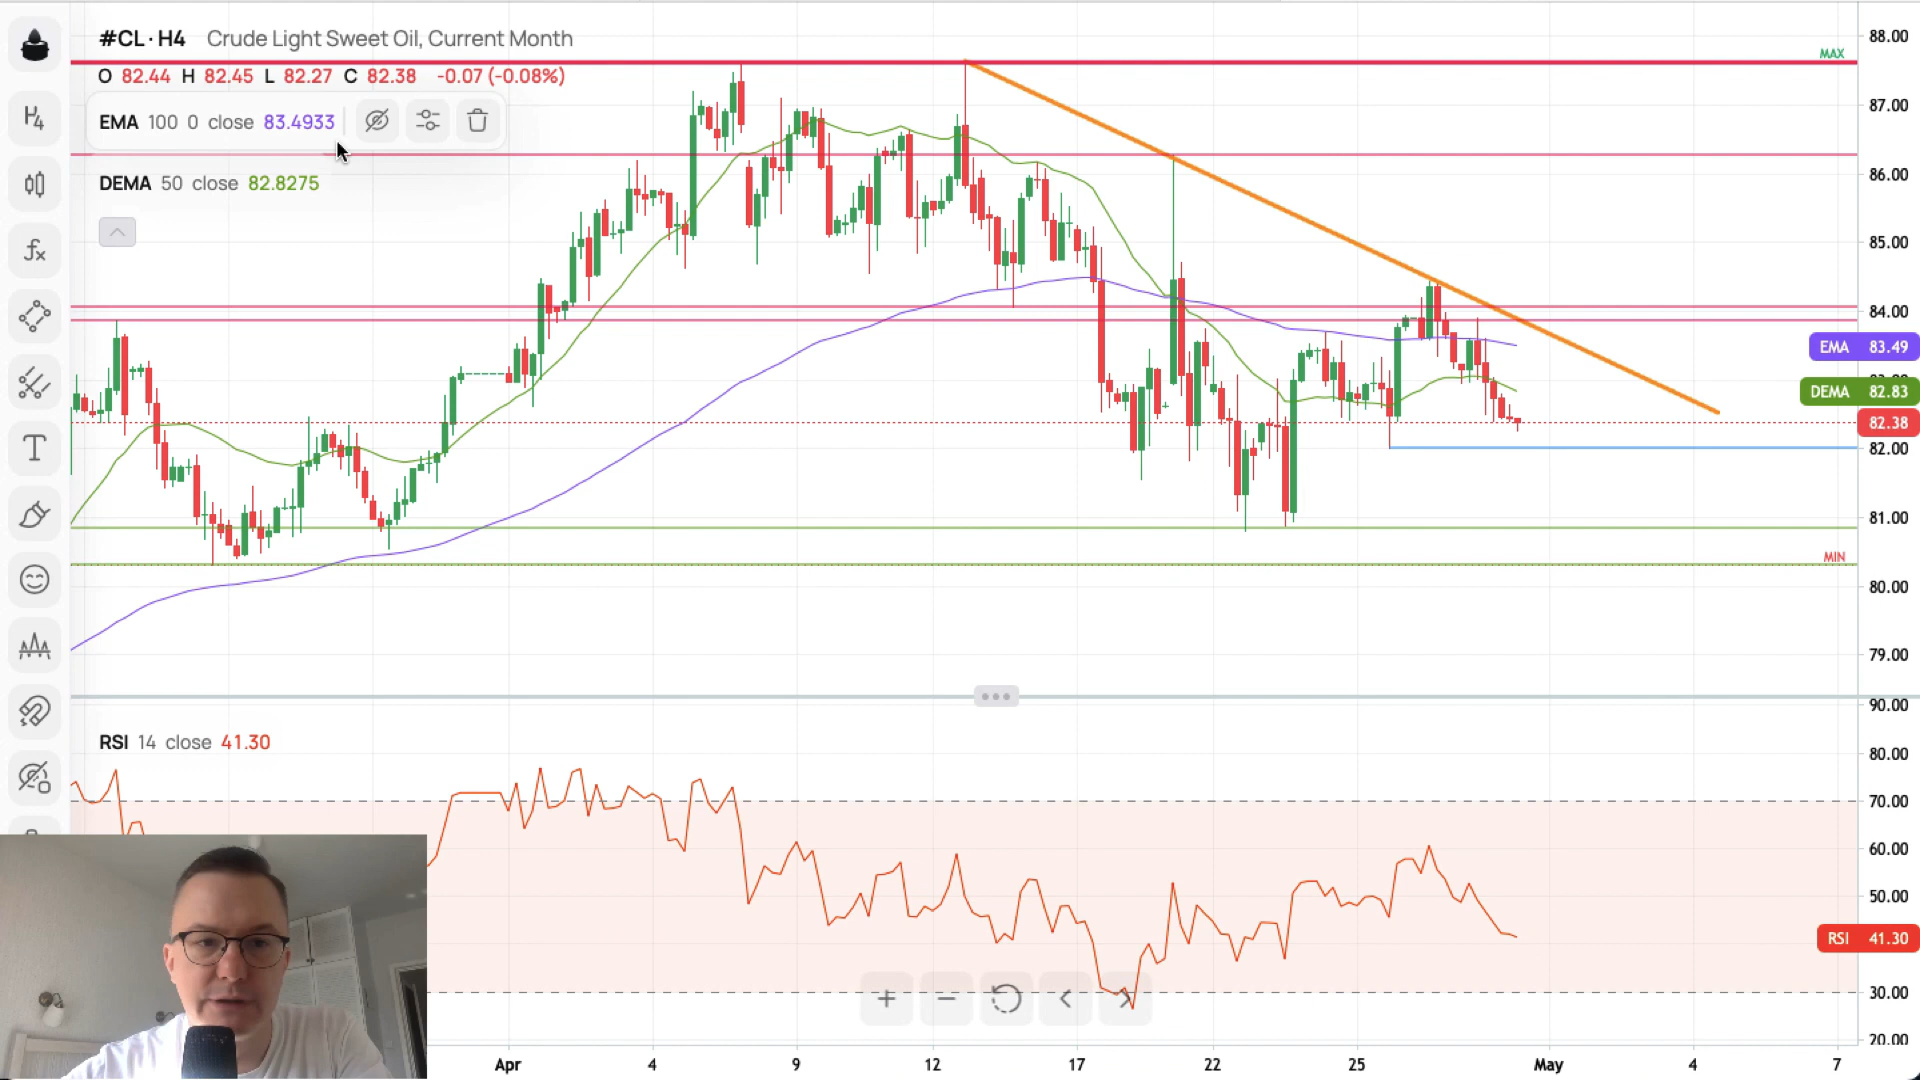 #CL · H4 Crude Light Sweet Oil, Current Month
O 82.44 H 82.45 L 82.27 C 82.38 -0.07 (-0.08%)
EMA 100 0 close 83.4933
DEMA 50 close 82.8275
H4
fx
T
MAX
MIN
88.00
87.00
86.00
85.00
84.00
EMA 83.49
DEMA 82.83
82.38
82.00
81.00
80.00
79.00
RSI 14 close 41.30
90.00
80.00
70.00
60.00
50.00
RSI 41.30
30.00
20.00
Apr 4 9 12 17 22 25 May 4 7